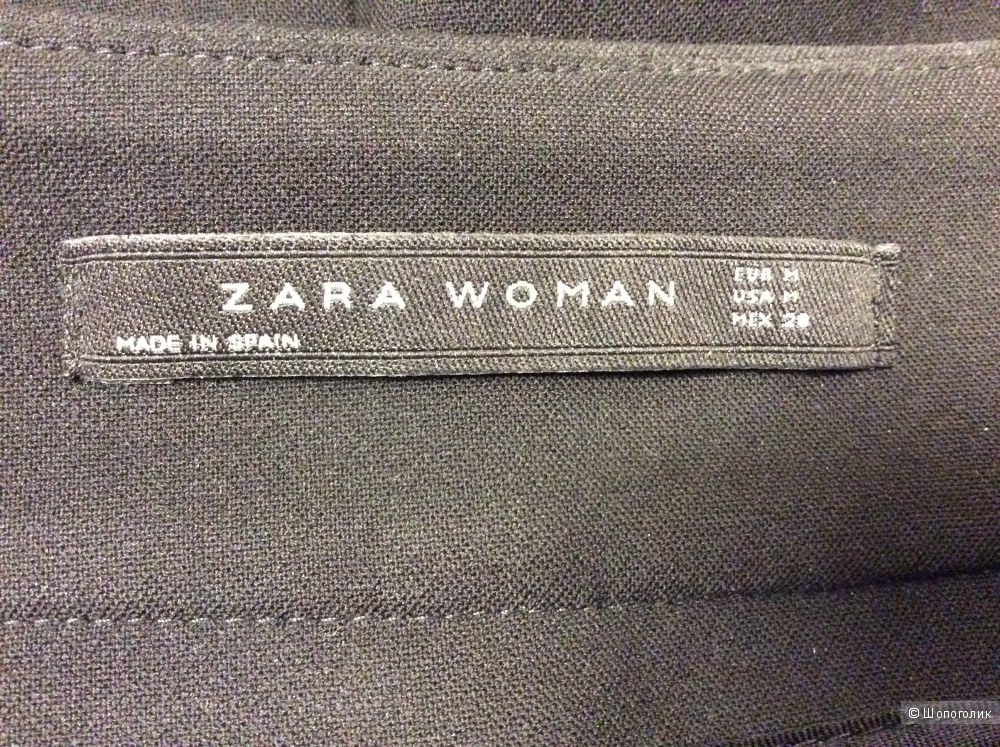 ZARA WOMAN
MADE IN SPAIN
EUR M
USA M
MEX 28
© Шопоголик